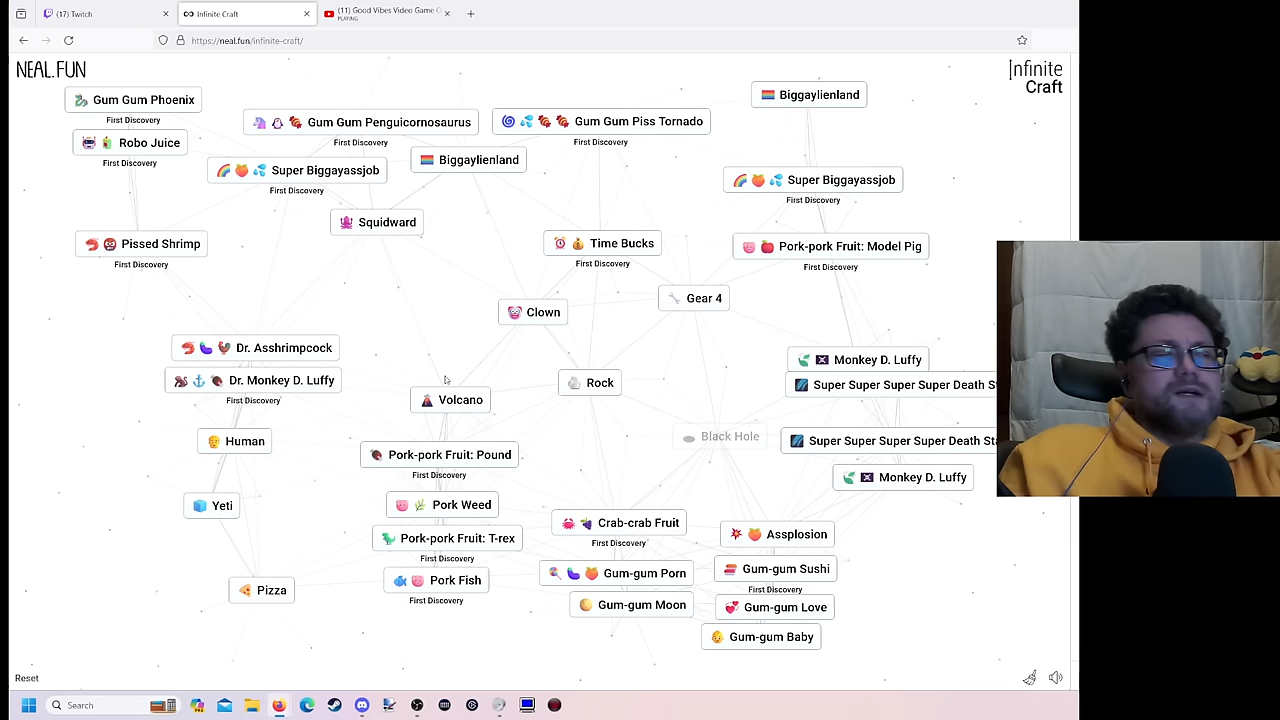 (17) Twitch
Infinite Craft
(11) Good Vibes Video Game
PLAYING
https://neal.fun/infinite-craft/
NEAL.FUN
Infinite
Craft
Gum Gum Phoenix
First Discovery
Robo Juice
First Discovery
Gum Gum Penguicornosaurus
First Discovery
Gum Gum Piss Tornado
First Discovery
Biggaylienland
Super Biggayassjob
First Discovery
Biggaylienland
Super Biggayassjob
First Discovery
Squidward
Pissed Shrimp
First Discovery
Time Bucks
First Discovery
Pork-pork Fruit: Model Pig
First Discovery
Gear 4
Clown
Dr. Asshrimpcock
Dr. Monkey D. Luffy
First Discovery
Monkey D. Luffy
Super Super Super Super Death
Rock
Volcano
Human
Black Hole
Super Super Super Super Death
Pork-pork Fruit: Pound
First Discovery
Monkey D. Luffy
Yeti
Pork Weed
Crab-crab Fruit
First Discovery
Assplosion
Pork-pork Fruit: T-rex
First Discovery
Gum-gum Porn
Gum-gum Sushi
First Discovery
Pizza
Pork Fish
First Discovery
Gum-gum Moon
Gum-gum Love
Gum-gum Baby
Reset
Search